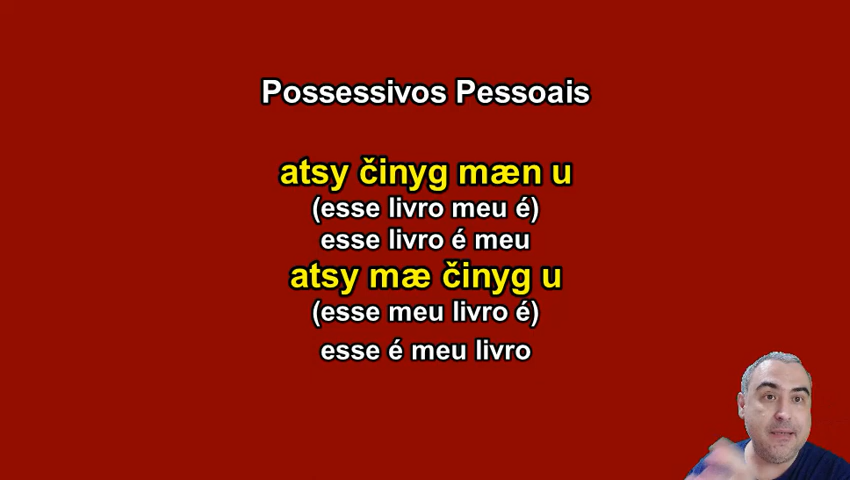 Possessivos Pessoais
atsy činyg mæn u
(esse livro meu é)
esse livro é meu
atsy mæ činyg u
(esse meu livro é)
esse é meu livro